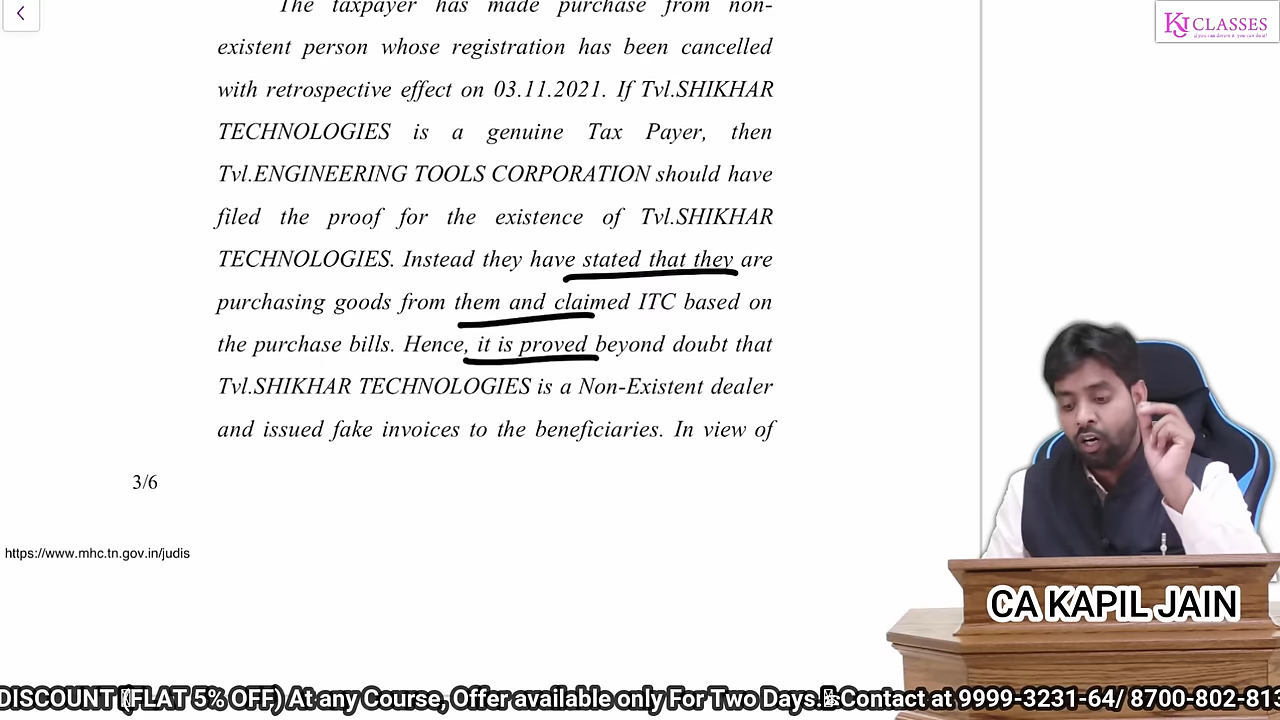 KJ CLASSES
The taxpayer has made purchase from non-
existent person whose registration has been cancelled
with retrospective effect on 03.11.2021. If Tvl.SHIKHAR
TECHNOLOGIES is a genuine Tax Payer, then
Tvl.ENGINEERING TOOLS CORPORATION should have
filed the proof for the existence of Tvl.SHIKHAR
TECHNOLOGIES. Instead they have stated that they are
purchasing goods from them and claimed ITC based on
the purchase bills. Hence, it is proved beyond doubt that
Tvl.SHIKHAR TECHNOLOGIES is a Non-Existent dealer
and issued fake invoices to the beneficiaries. In view of
3/6
https://www.mhc.tn.gov.in/judis
CA KAPIL JAIN
DISCOUNT (FLAT 5% OFF) At any Course, Offer available only For Two Days. Contact at 9999-3231-64/ 8700-802-813